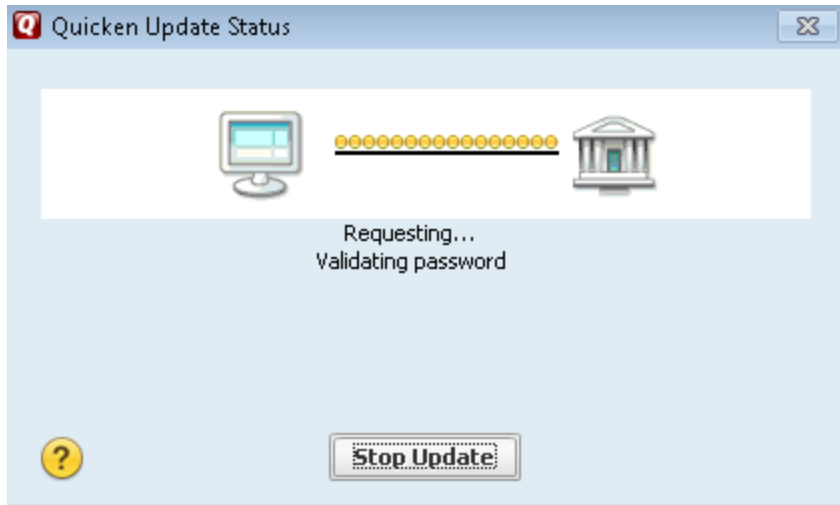 Quicken Update Status
Requesting...
Validating password
?
Stop Update